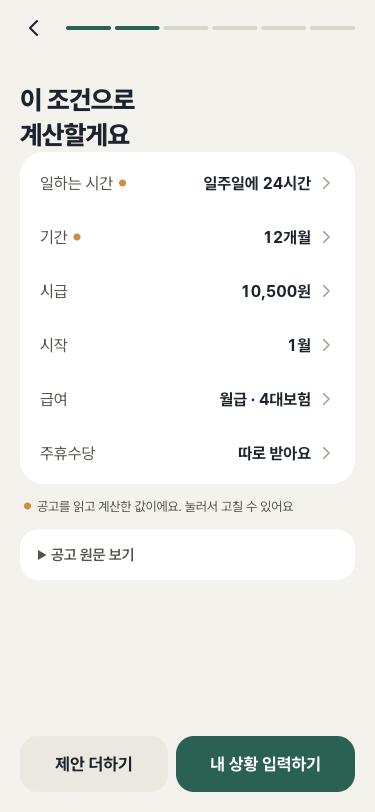 이 조건으로
계산할게요
일하는 시간 일주일에 24시간
기간 12개월
시급 10,500원
시작 1월
급여 월급 · 4대보험
주휴수당 따로 받아요
공고를 읽고 계산한 값이에요. 눌러서 고칠 수 있어요
▶ 공고 원문 보기
제안 더하기 내 상황 입력하기